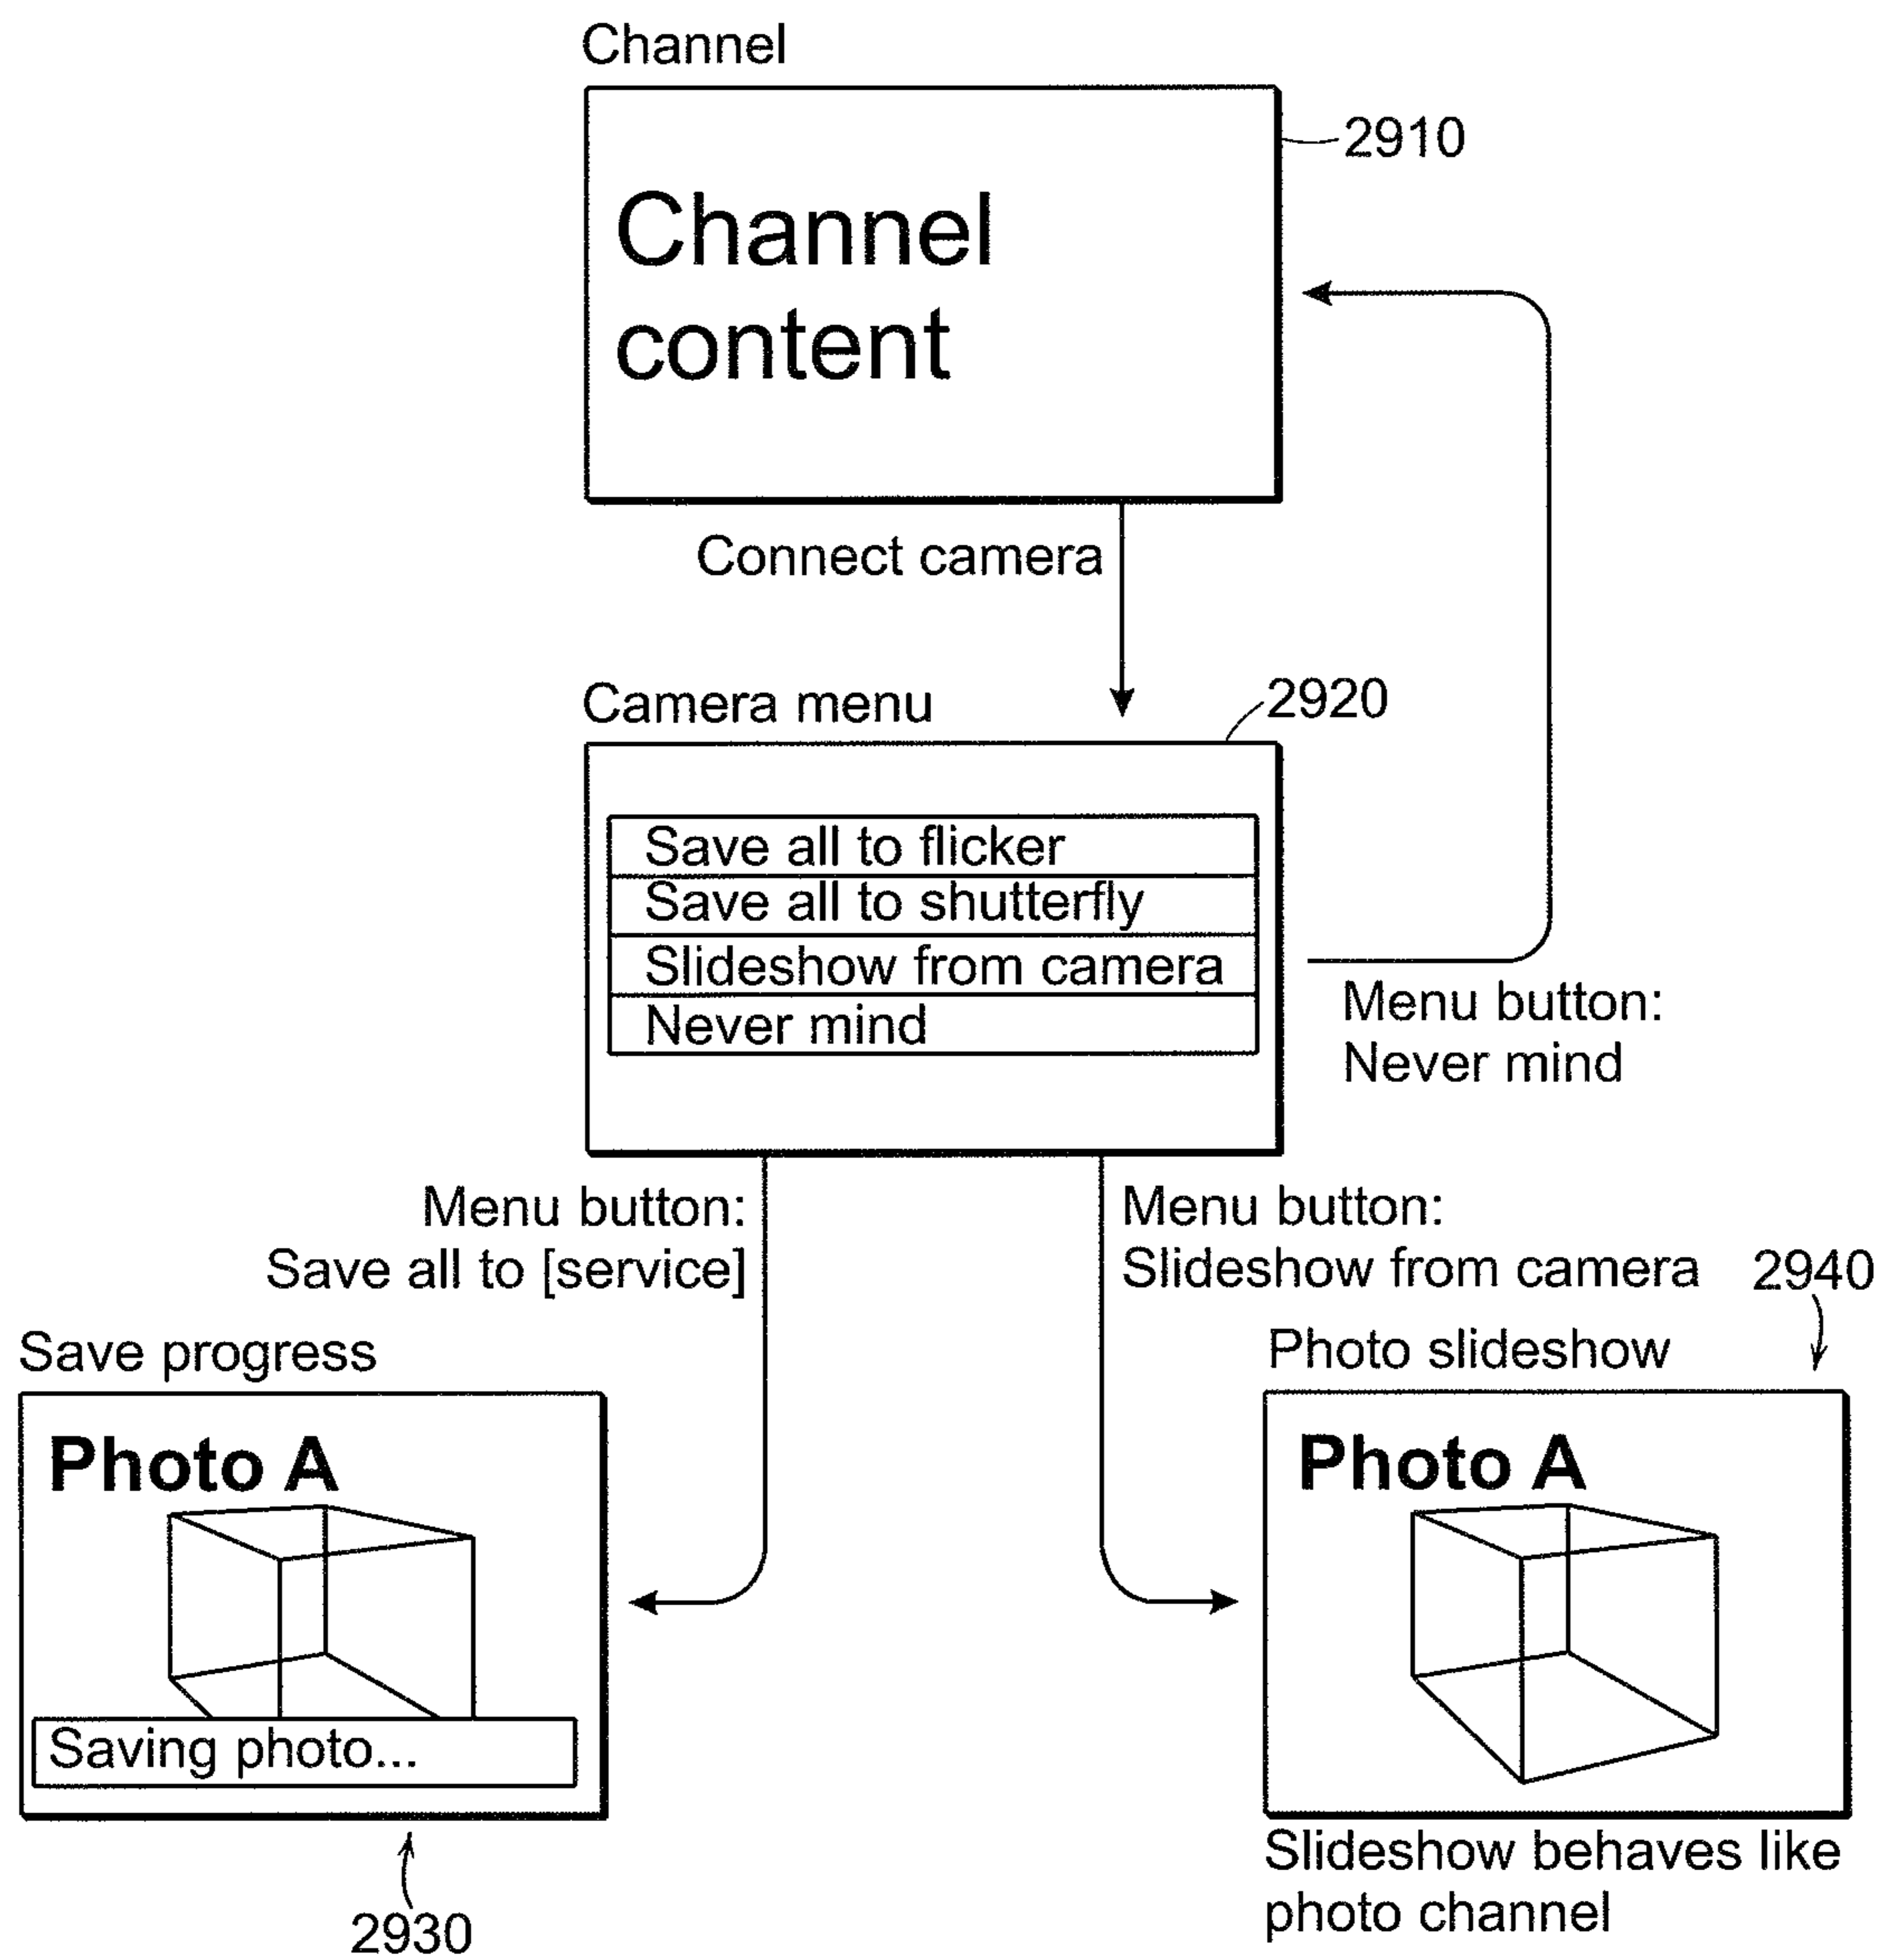 Channel
2910
Channel
content
Connect camera
Camera menu
2920
Save all to flicker
Save all to shutterfly
Slideshow from camera
Never mind
Menu button:
Never mind
Menu button:
Save all to [service]
Menu button:
Slideshow from camera
2940
Save progress
Photo A
Saving photo...
2930
Photo slideshow
Photo A
Slideshow behaves like
photo channel